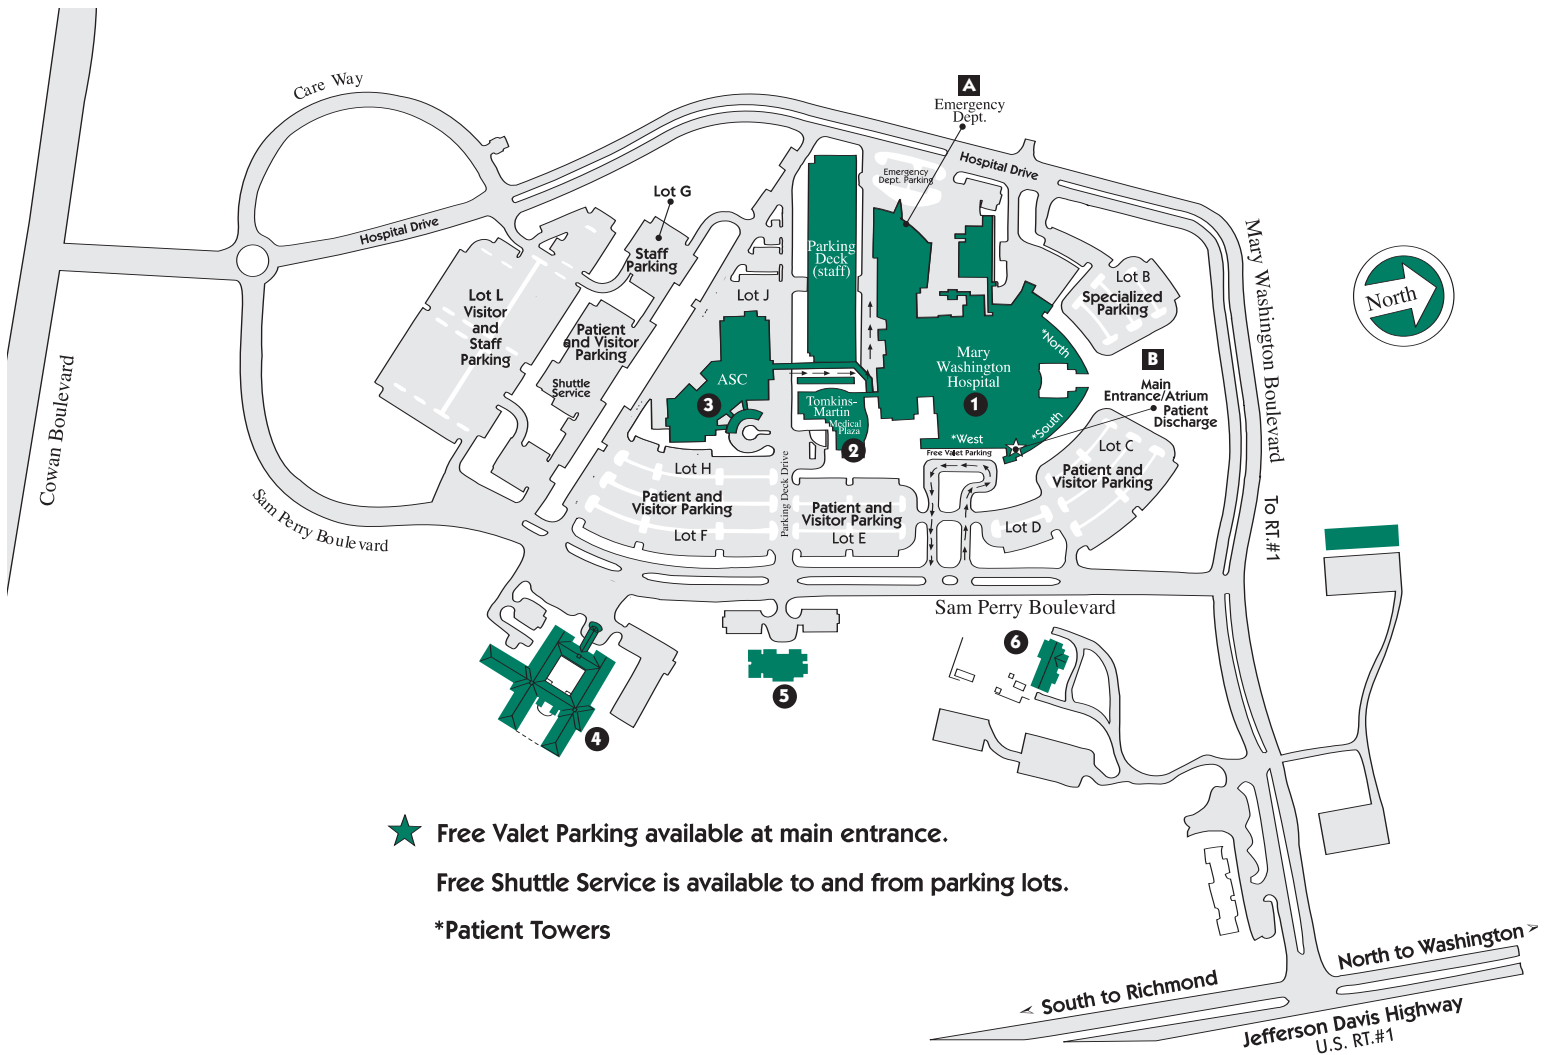 Care Way
A
Emergency
Dept.
Hospital Drive
Emergency
Dept. Parking
Lot G
Staff
Parking
Hospital Drive
Mary Washington Boulevard
To RT.#1
North
Parking
Deck
(staff)
Lot B
Specialized
Parking
Lot L
Visitor
and
Staff
Parking
Lot J
Patient
and Visitor
Parking
Shuttle
Service
*North
Mary
Washington
Hospital
1
B
Main
Entrance/Atrium
Patient
Discharge
ASC
3
Tomkins-
Martin
Medical
Plaza
2
*South
*West
Free Valet Parking
Cowan Boulevard
Lot C
Patient and
Visitor Parking
Lot H
Patient and
Visitor Parking
Lot F
Parking Deck Drive
Patient and
Visitor Parking
Lot E
Lot D
Sam Perry Boulevard
Sam Perry Boulevard
6
5
4
Free Valet Parking available at main entrance.
Free Shuttle Service is available to and from parking lots.
*Patient Towers
North to Washington
South to Richmond
Jefferson Davis Highway
U.S. RT.#1